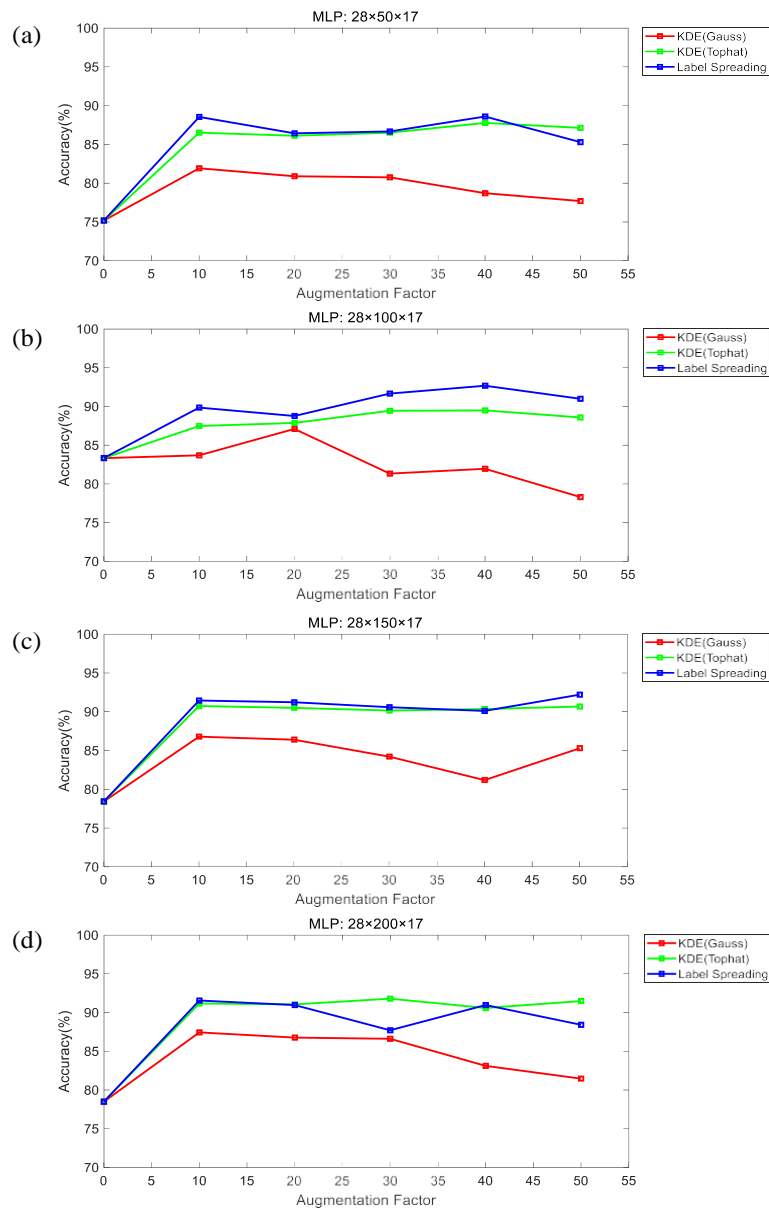 (a)
MLP: 28×50×17
100
95
90
85
80
75
70
Accuracy(%)
0 5 10 15 20 25 30 35 40 45 50 55
Augmentation Factor
KDE(Gauss)
KDE(Tophat)
Label Spreading
(b)
MLP: 28×100×17
100
95
90
85
80
75
70
Accuracy(%)
0 5 10 15 20 25 30 35 40 45 50 55
Augmentation Factor
KDE(Gauss)
KDE(Tophat)
Label Spreading
(c)
MLP: 28×150×17
100
95
90
85
80
75
70
Accuracy(%)
0 5 10 15 20 25 30 35 40 45 50 55
Augmentation Factor
KDE(Gauss)
KDE(Tophat)
Label Spreading
(d)
MLP: 28×200×17
100
95
90
85
80
75
70
Accuracy(%)
0 5 10 15 20 25 30 35 40 45 50 55
Augmentation Factor
KDE(Gauss)
KDE(Tophat)
Label Spreading